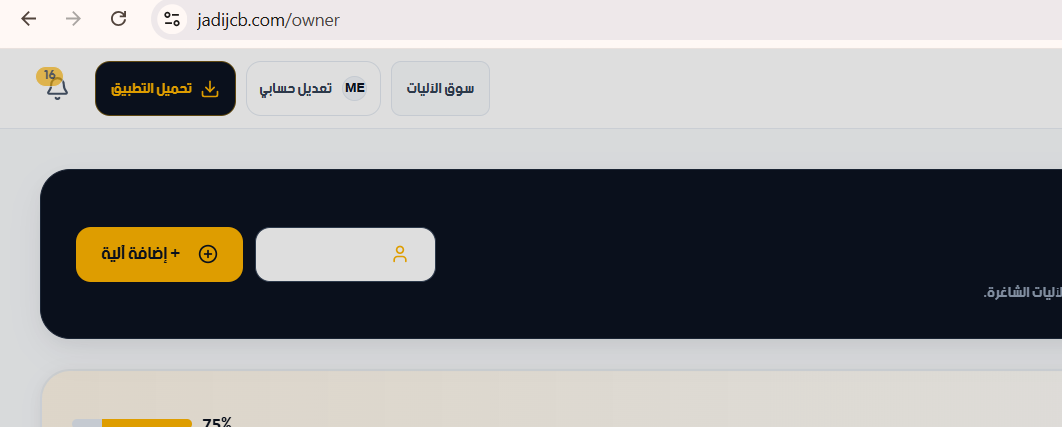 jadijcb.com/owner
سوق الآليات
ME تعديل حسابي
تحميل التطبيق
16
+ إضافة آلية
الآليات الشاغرة.
75%